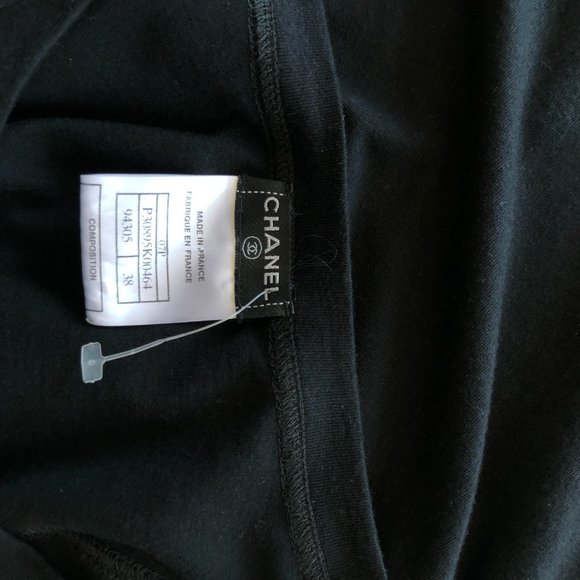 CHANEL
MADE IN FRANCE
FABRIQUE EN FRANCE
07P
P30895K00464
94305 38
COMPOSITION